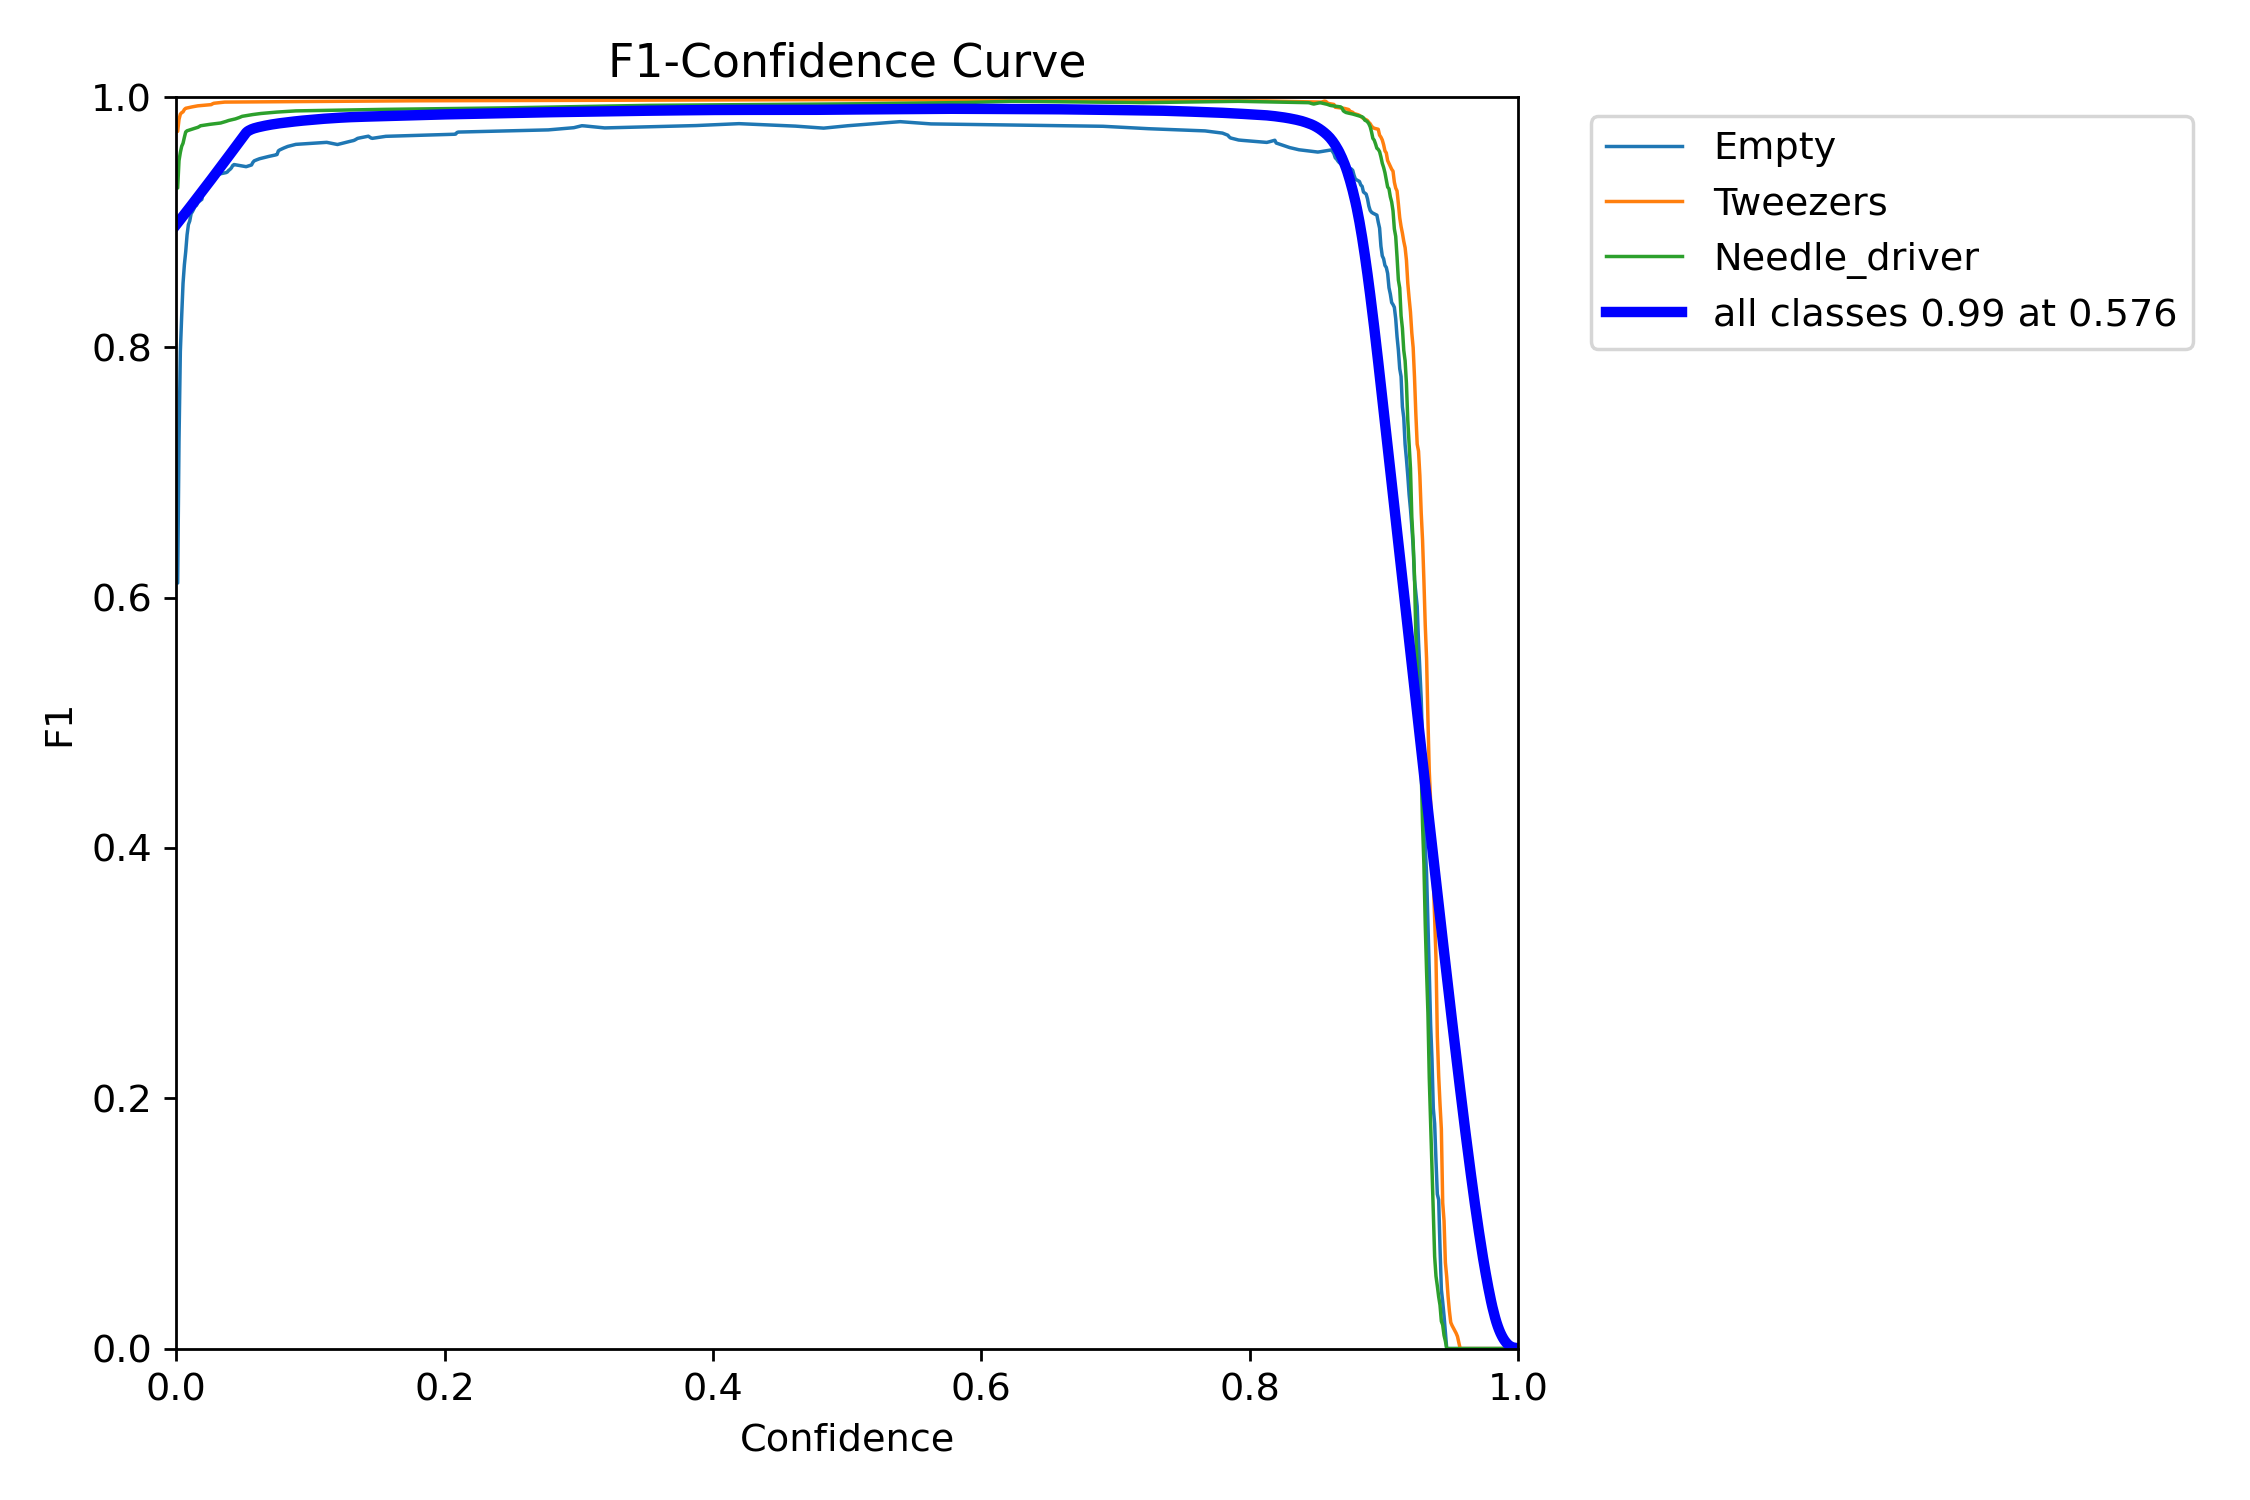 F1-Confidence Curve
1.0
0.8
0.6
0.4
0.2
0.0
F1
0.0 0.2 0.4 0.6 0.8 1.0
Confidence
Empty
Tweezers
Needle_driver
all classes 0.99 at 0.576